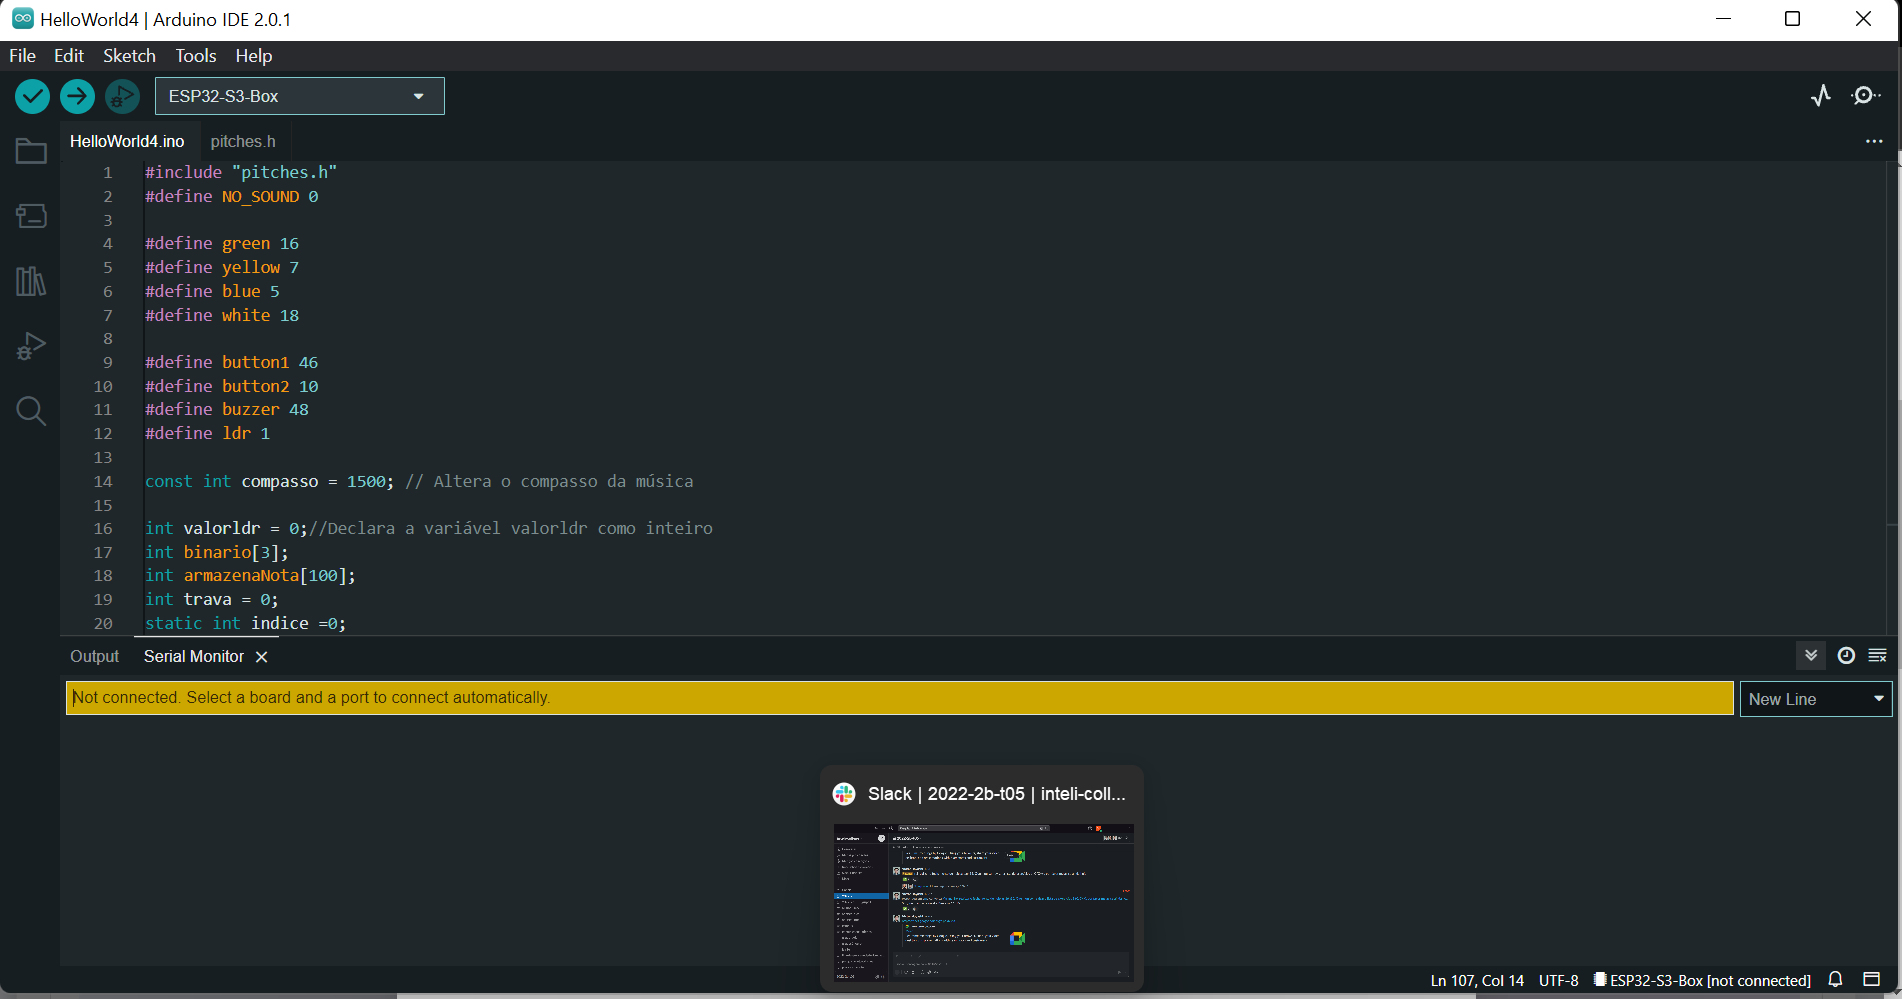 HelloWorld4 | Arduino IDE 2.0.1
File Edit Sketch Tools Help
ESP32-S3-Box
HelloWorld4.ino pitches.h
1 #include "pitches.h"
2 #define NO_SOUND 0
3
4 #define green 16
5 #define yellow 7
6 #define blue 5
7 #define white 18
8
9 #define button1 46
10 #define button2 10
11 #define buzzer 48
12 #define ldr 1
13
14 const int compasso = 1500; // Altera o compasso da música
15
16 int valorldr = 0;//Declara a variável valorldr como inteiro
17 int binario[3];
18 int armazenaNota[100];
19 int trava = 0;
20 static int indice =0;
Output Serial Monitor
Not connected. Select a board and a port to connect automatically.
New Line
Slack | 2022-2b-t05 | inteli-coll...
Ln 107, Col 14 UTF-8 ESP32-S3-Box [not connected]